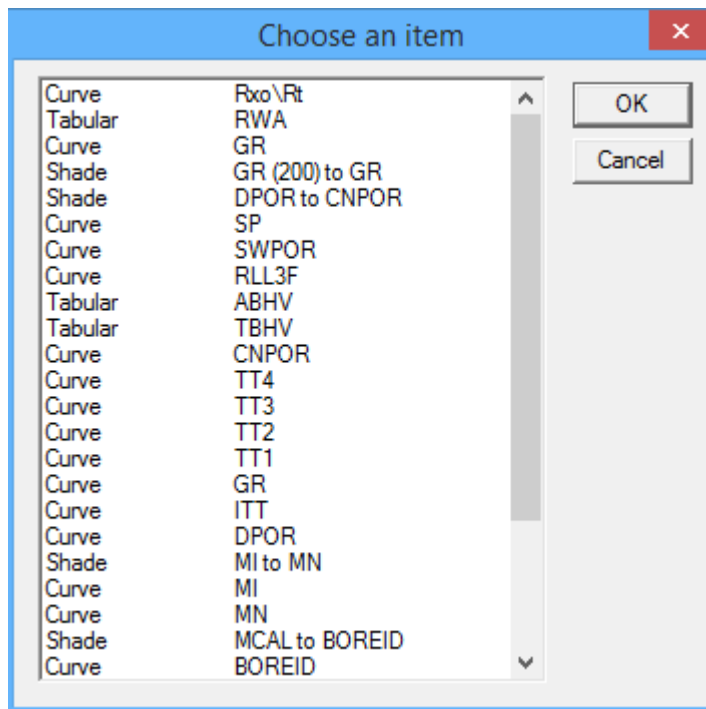 Choose an item
Curve Rxo\Rt
Tabular RWA
Curve GR
Shade GR (200) to GR
Shade DPOR to CNPOR
Curve SP
Curve SWPOR
Curve RLL3F
Tabular ABHV
Tabular TBHV
Curve CNPOR
Curve TT4
Curve TT3
Curve TT2
Curve TT1
Curve GR
Curve ITT
Curve DPOR
Shade MI to MN
Curve MI
Curve MN
Shade MCAL to BOREID
Curve BOREID
OK
Cancel